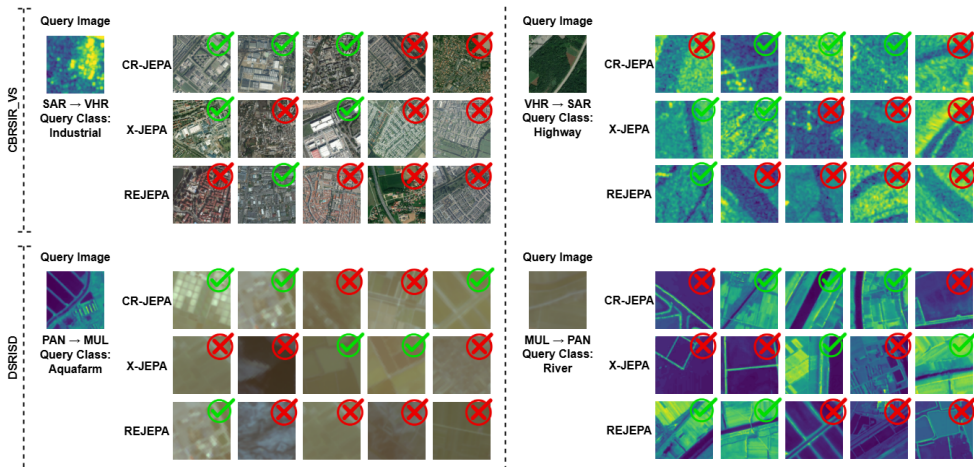 CBRSIR_VS
Query Image
SAR → VHR
Query Class:
Industrial
CR-JEPA
X-JEPA
REJEPA
Query Image
VHR → SAR
Query Class:
Highway
CR-JEPA
X-JEPA
REJEPA
DSRSID
Query Image
PAN → MUL
Query Class:
Aquafarm
CR-JEPA
X-JEPA
REJEPA
Query Image
MUL → PAN
Query Class:
River
CR-JEPA
X-JEPA
REJEPA